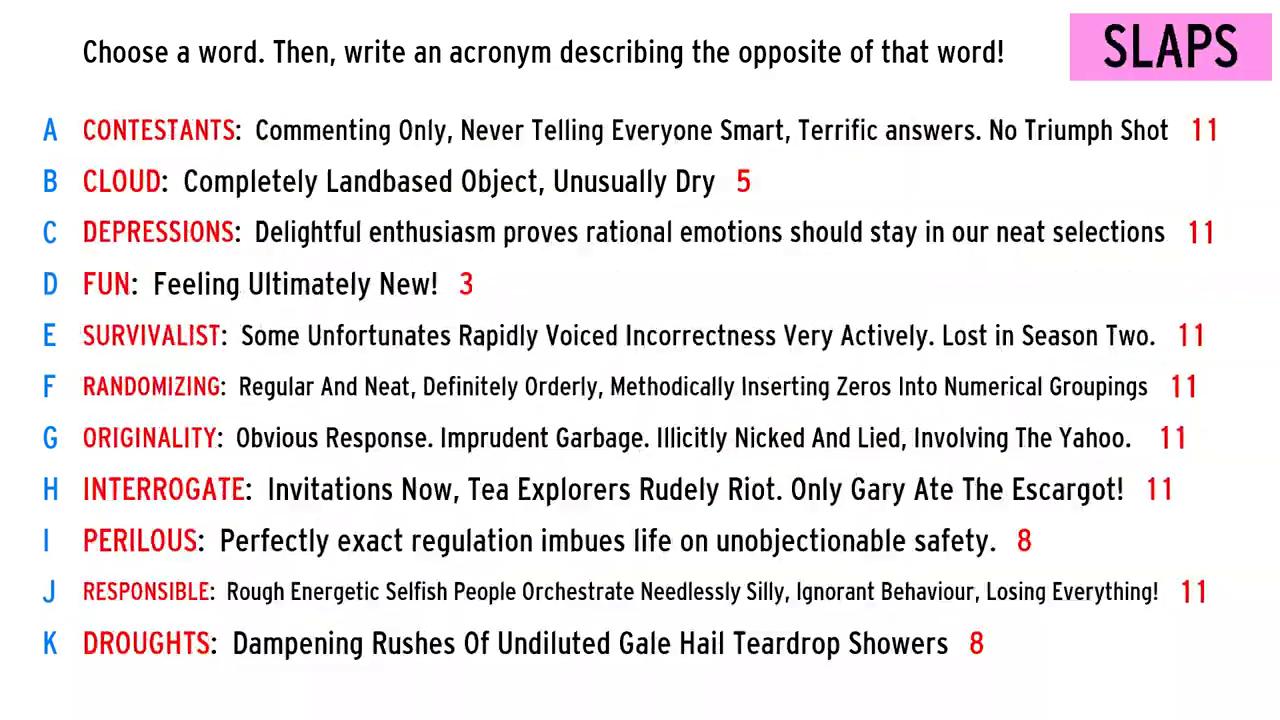 Choose a word. Then, write an acronym describing the opposite of that word!
SLAPS
A CONTESTANTS: Commenting Only, Never Telling Everyone Smart, Terrific answers. No Triumph Shot 11
B CLOUD: Completely Landbased Object, Unusually Dry 5
C DEPRESSIONS: Delightful enthusiasm proves rational emotions should stay in our neat selections 11
D FUN: Feeling Ultimately New! 3
E SURVIVALIST: Some Unfortunates Rapidly Voiced Incorrectness Very Actively. Lost in Season Two. 11
F RANDOMIZING: Regular And Neat, Definitely Orderly, Methodically Inserting Zeros Into Numerical Groupings 11
G ORIGINALITY: Obvious Response. Imprudent Garbage. Illicitly Nicked And Lied, Involving The Yahoo. 11
H INTERROGATE: Invitations Now, Tea Explorers Rudely Riot. Only Gary Ate The Escargot! 11
I PERILOUS: Perfectly exact regulation imbues life on unobjectionable safety. 8
J RESPONSIBLE: Rough Energetic Selfish People Orchestrate Needlessly Silly, Ignorant Behaviour, Losing Everything! 11
K DROUGHTS: Dampening Rushes Of Undiluted Gale Hail Teardrop Showers 8